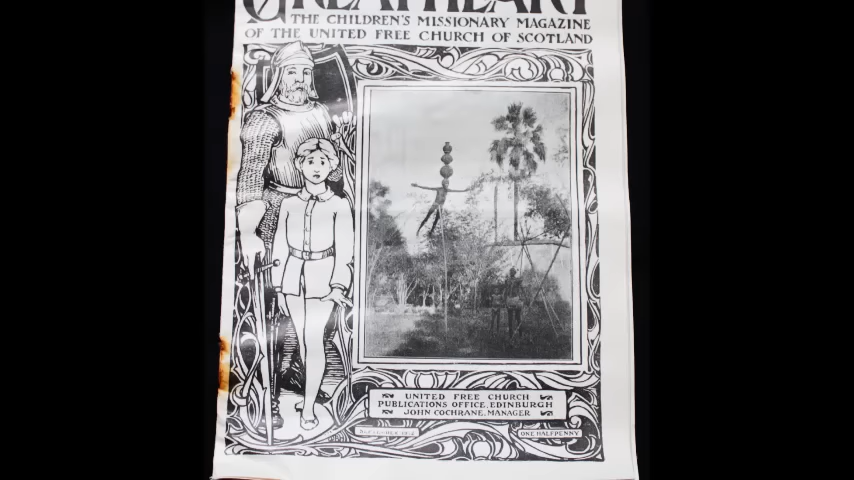 GREATHEART
THE CHILDREN'S MISSIONARY MAGAZINE
OF THE UNITED FREE CHURCH OF SCOTLAND
UNITED FREE CHURCH
PUBLICATIONS OFFICE, EDINBURGH
JOHN COCHRANE, MANAGER
ONE HALFPENNY